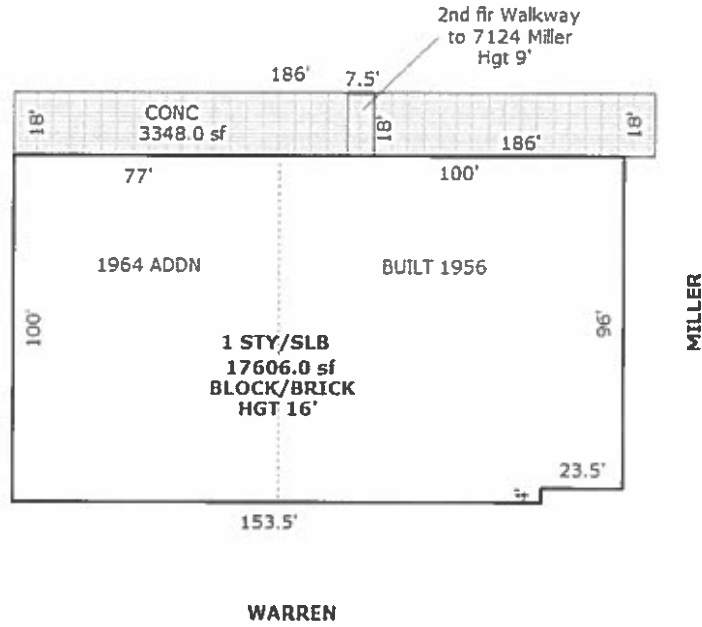 2nd flr Walkway
to 7124 Miller
Hgt 9'
186'
7.5'
18'
CONC
3348.0 sf
18'
186'
18'
77'
100'
1964 ADDN
BUILT 1956
100'
96'
MILLER
1 STY/SLB
17606.0 sf
BLOCK/BRICK
HGT 16'
23.5'
4'
153.5'
WARREN